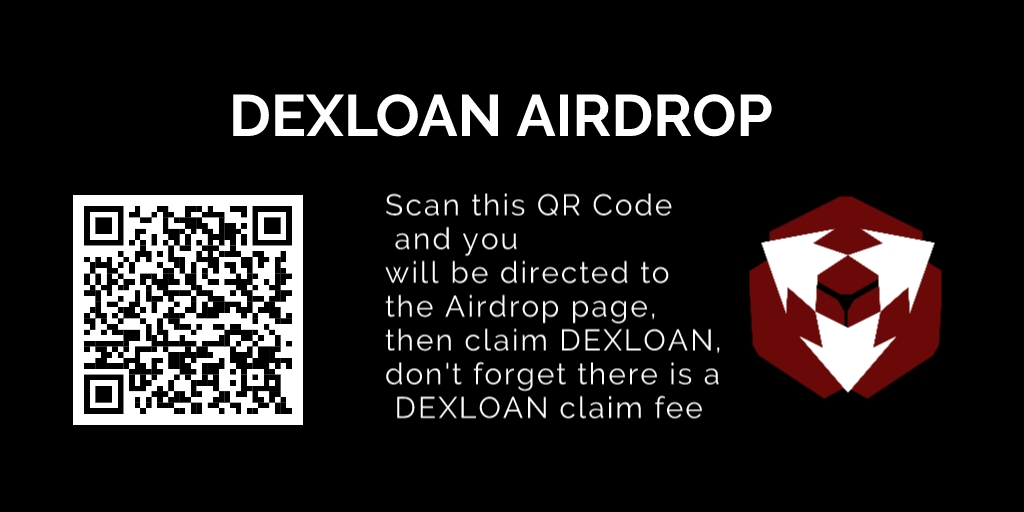 DEXLOAN AIRDROP
Scan this QR Code
and you
will be directed to
the Airdrop page,
then claim DEXLOAN,
don't forget there is a
DEXLOAN claim fee